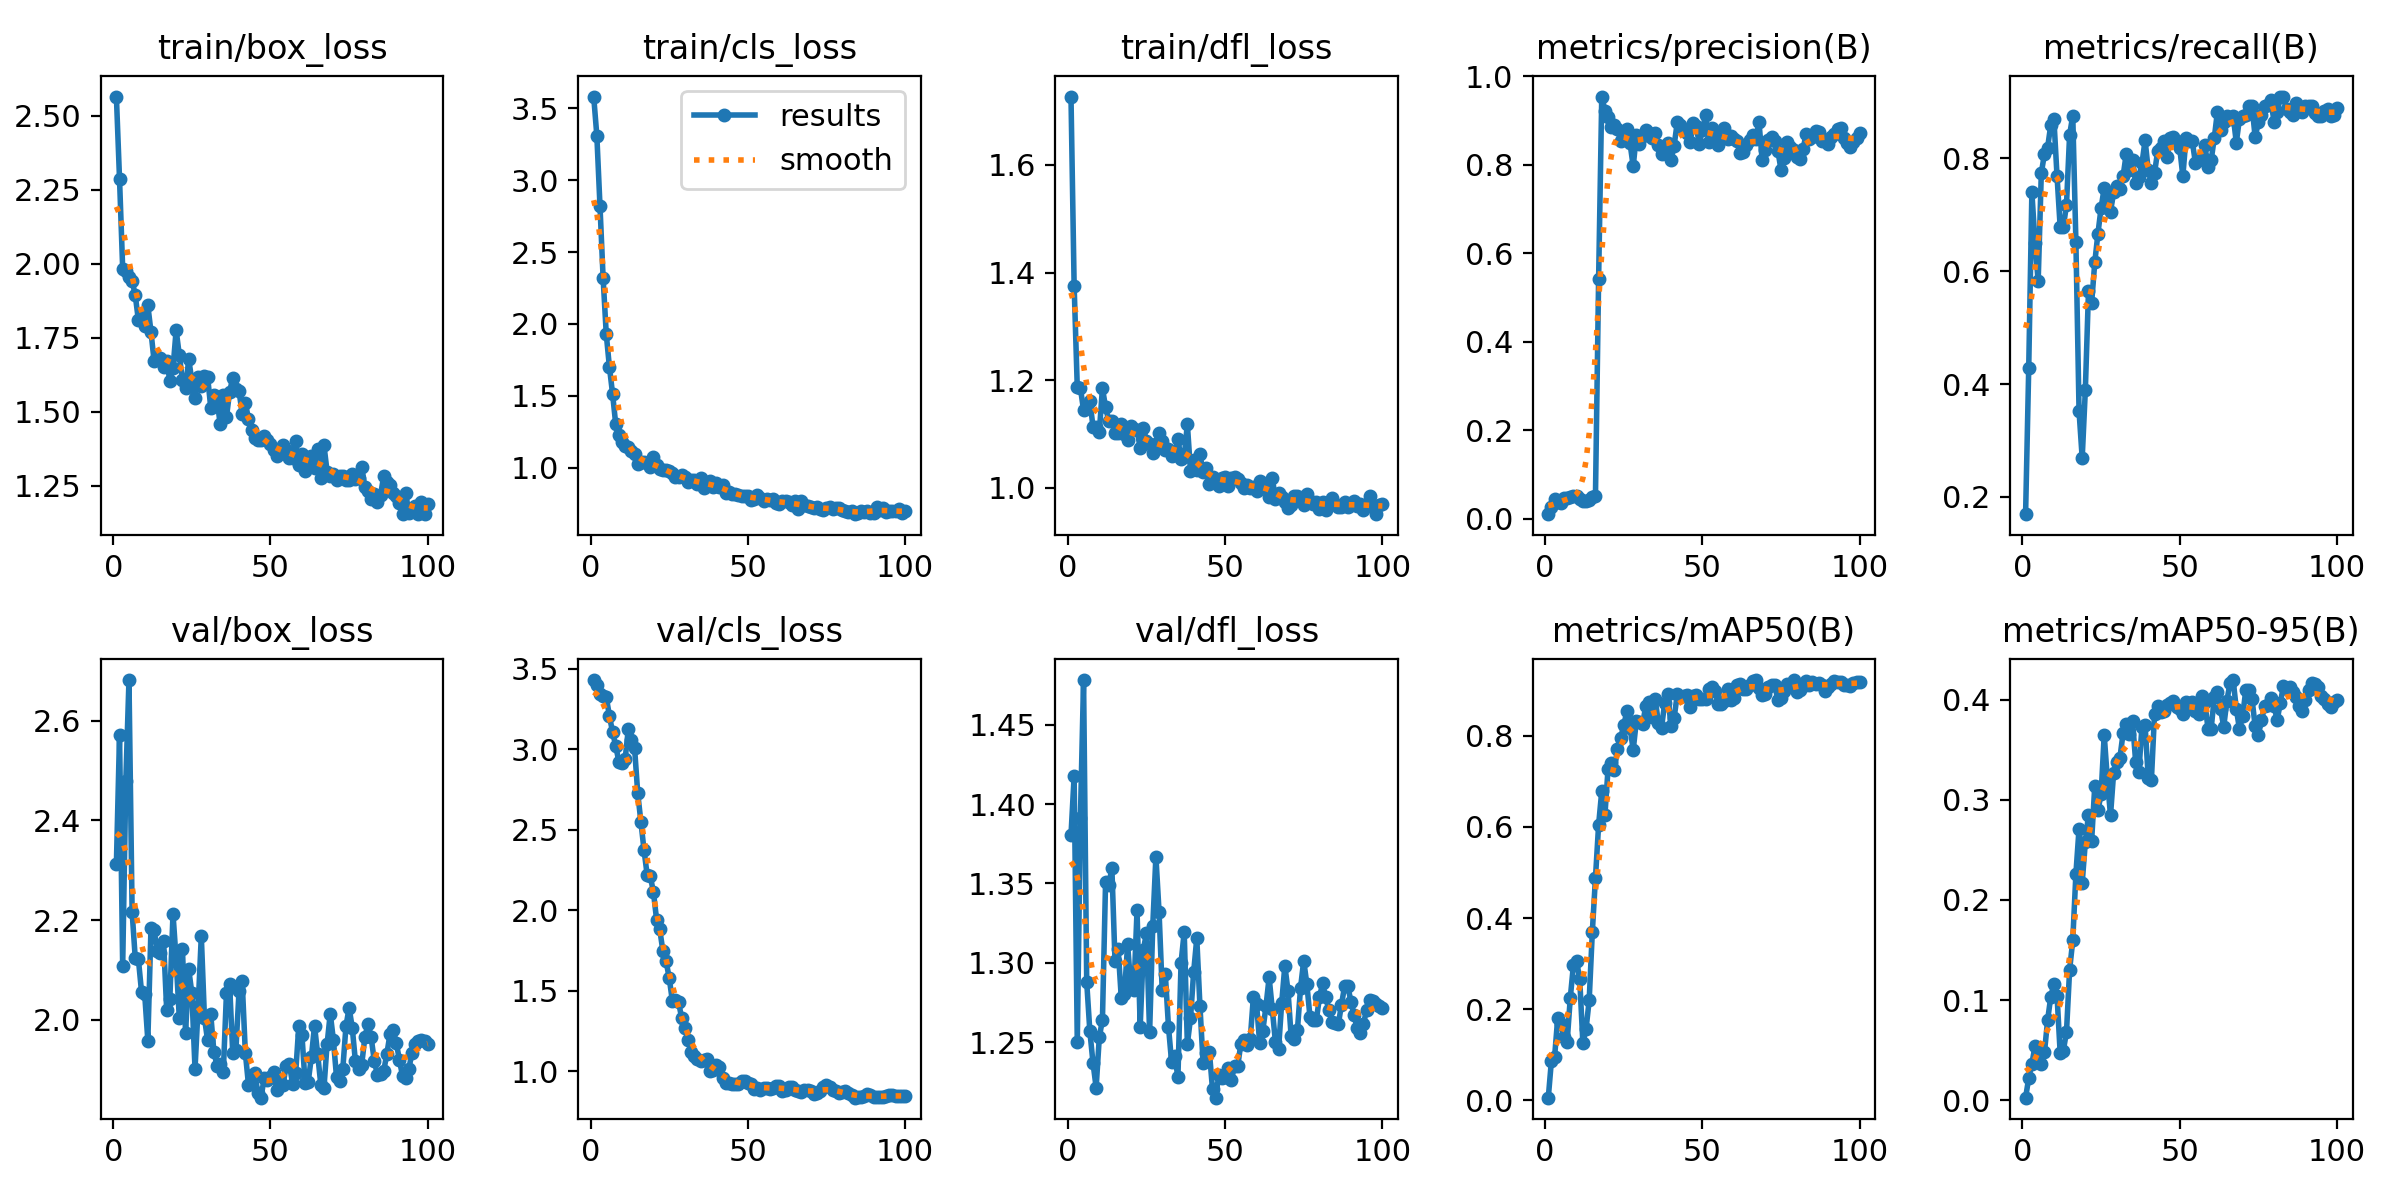 train/box_loss
2.50
2.25
2.00
1.75
1.50
1.25
0 50 100
train/cls_loss
results
smooth
3.5
3.0
2.5
2.0
1.5
1.0
0 50 100
train/dfl_loss
1.6
1.4
1.2
1.0
0 50 100
metrics/precision(B)
1.0
0.8
0.6
0.4
0.2
0.0
0 50 100
metrics/recall(B)
0.8
0.6
0.4
0.2
0 50 100
val/box_loss
2.6
2.4
2.2
2.0
0 50 100
val/cls_loss
3.5
3.0
2.5
2.0
1.5
1.0
0 50 100
val/dfl_loss
1.45
1.40
1.35
1.30
1.25
0 50 100
metrics/mAP50(B)
0.8
0.6
0.4
0.2
0.0
0 50 100
metrics/mAP50-95(B)
0.4
0.3
0.2
0.1
0.0
0 50 100